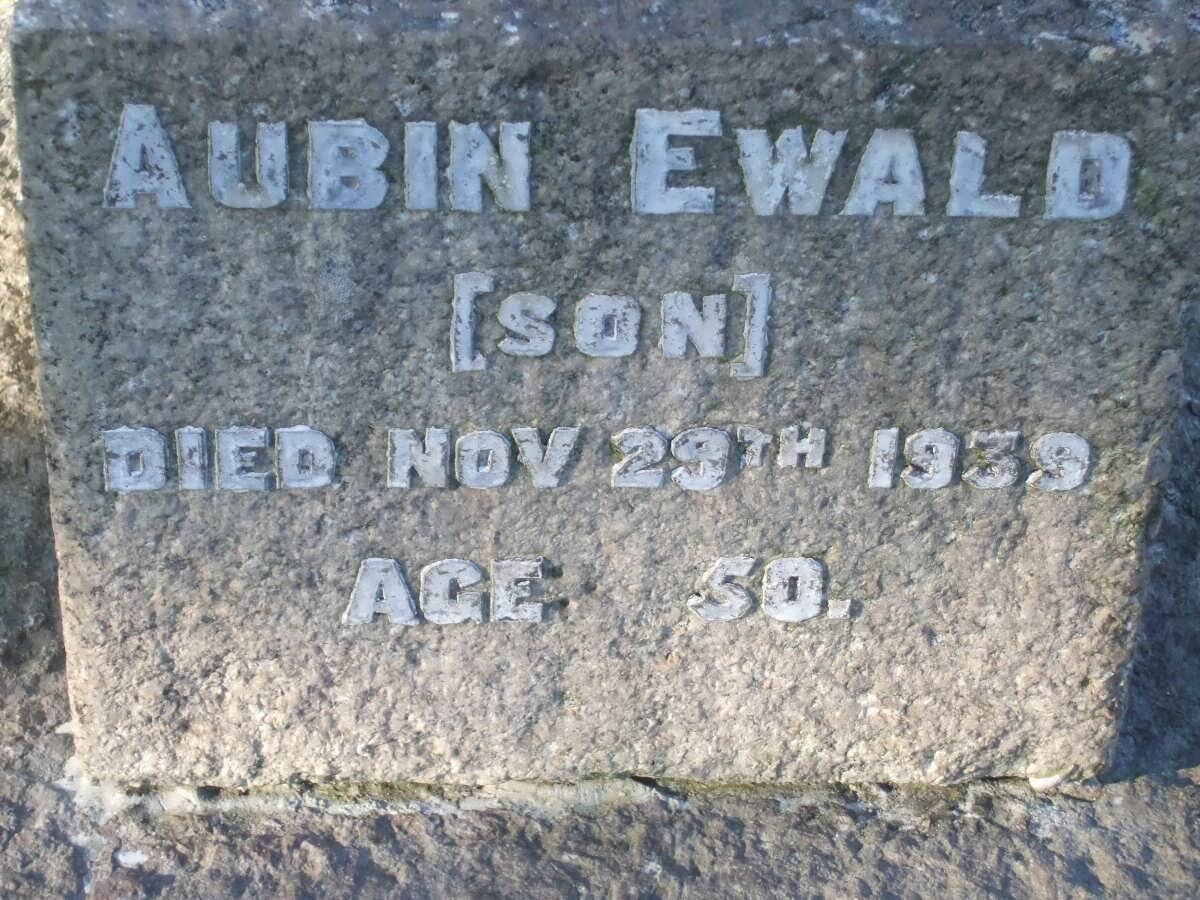 AUBIN EWALD
[SON]
DIED NOV 29TH 1939
AGE 50.